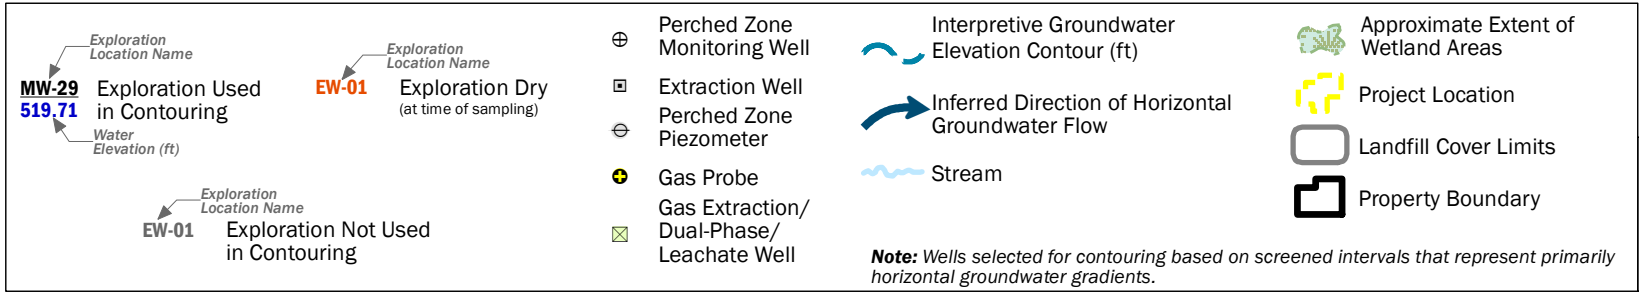 Exploration
Location Name
MW-29
519.71
Exploration Used
in Contouring
Water
Elevation (ft)
Exploration
Location Name
EW-01
Exploration Dry
(at time of sampling)
Exploration
Location Name
EW-01
Exploration Not Used
in Contouring
Perched Zone
Monitoring Well
Extraction Well
Perched Zone
Piezometer
Gas Probe
Gas Extraction/
Dual-Phase/
Leachate Well
Interpretive Groundwater
Elevation Contour (ft)
Inferred Direction of Horizontal
Groundwater Flow
Stream
Approximate Extent of
Wetland Areas
Project Location
Landfill Cover Limits
Property Boundary
Note: Wells selected for contouring based on screened intervals that represent primarily
horizontal groundwater gradients.